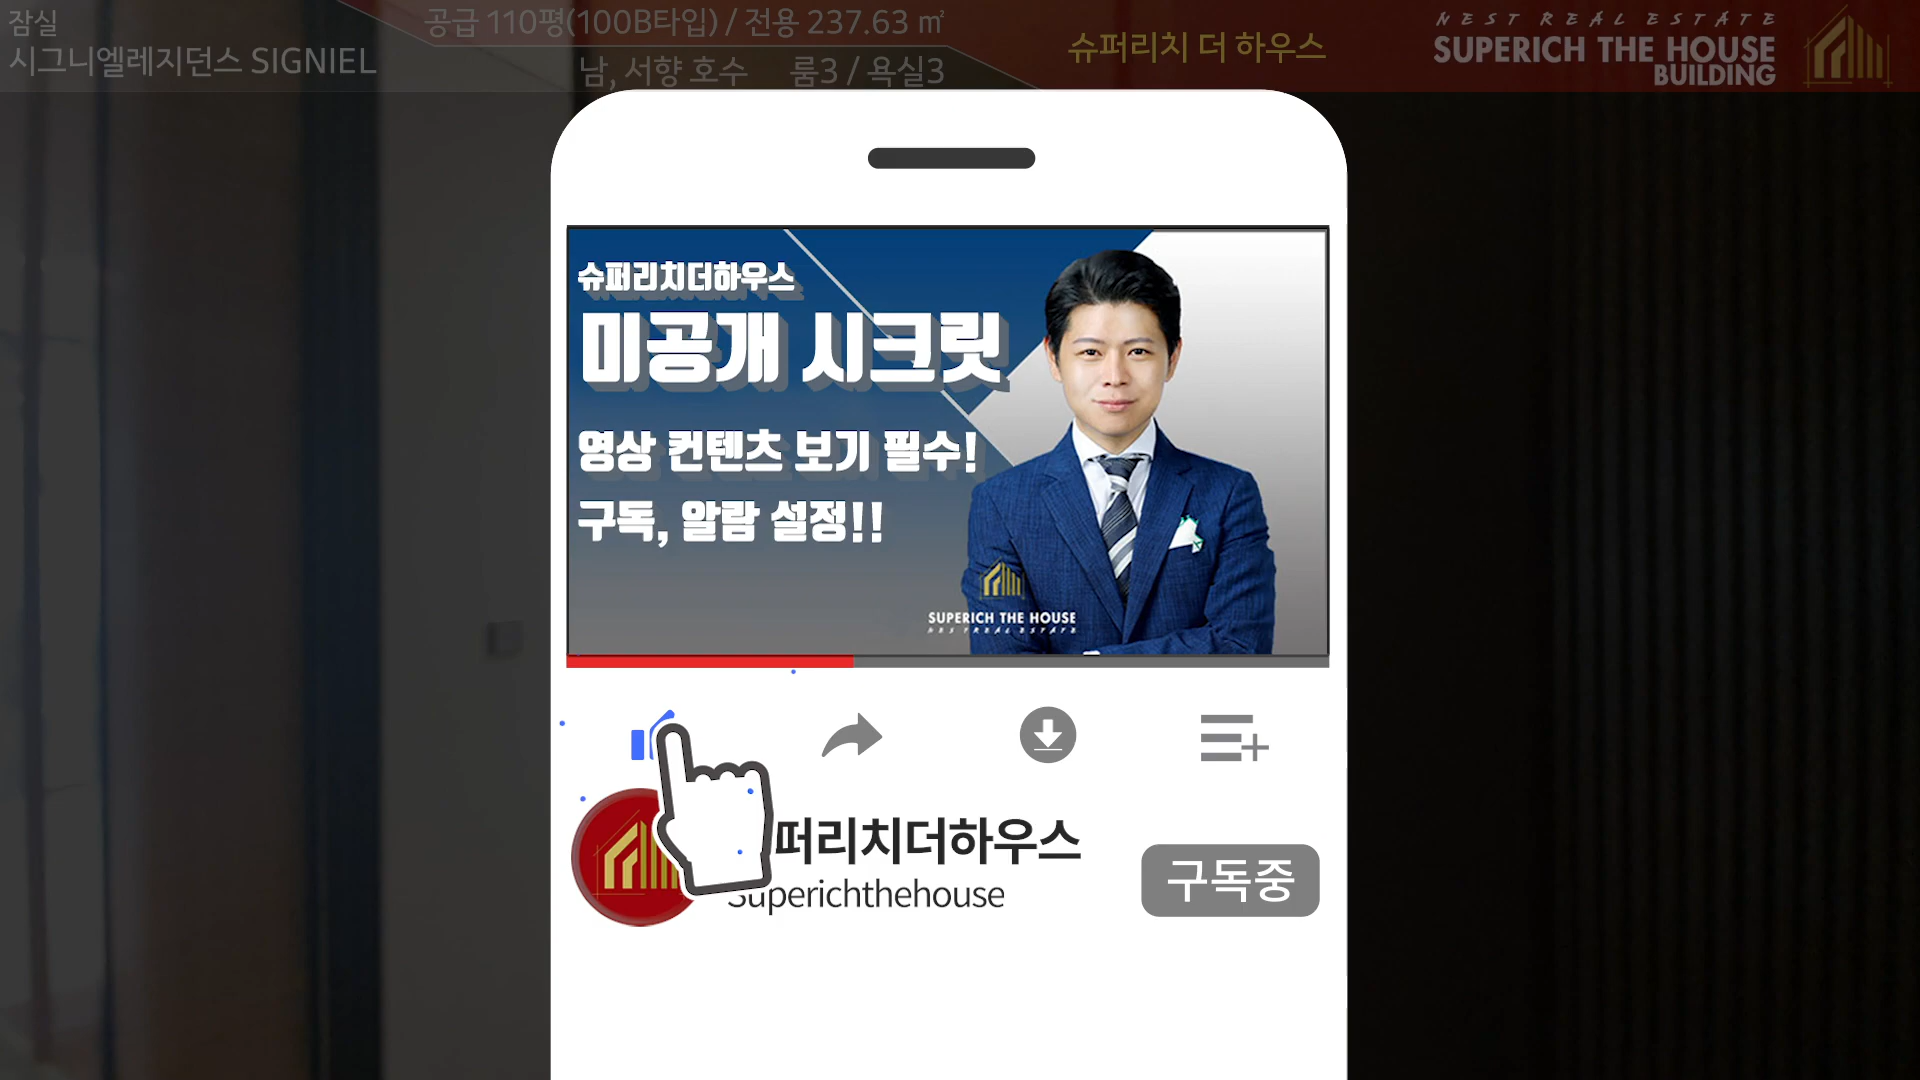 잠실
시그니엘레지던스 SIGNIEL
공급 110평(100B타입) / 전용 237.63 ㎡
남, 서향 호수 룸3 / 욕실3
슈퍼리치 더 하우스
NEST REAL ESTATE
SUPERICH THE HOUSE
BUILDING
슈퍼리치더하우스
미공개 시크릿
영상 컨텐츠 보기 필수!
구독, 알람 설정!!
SUPERICH THE HOUSE
NEST REAL ESTATE
퍼리치더하우스
Superichthehouse
구독중